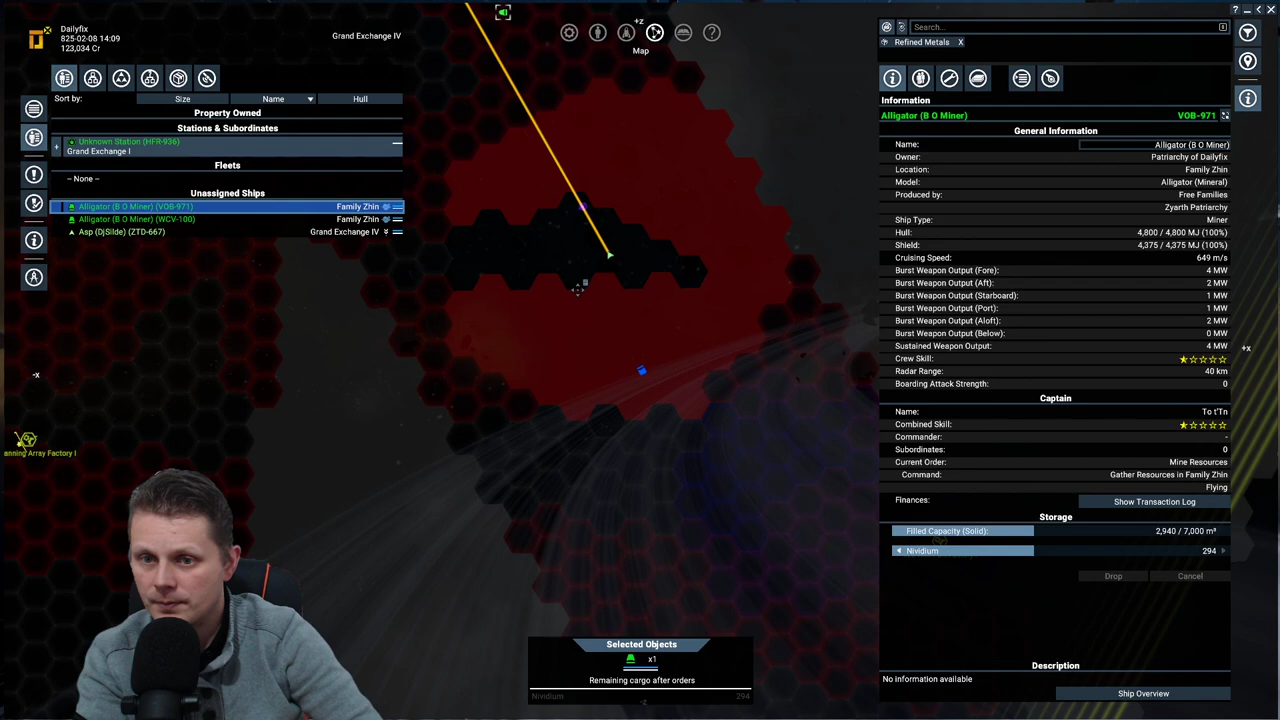 Dailyfix
825-02-08 14:09
123,034 Cr
Grand Exchange IV
+z
Map
Sort by:
Size
Name
Hull
Property Owned
Stations & Subordinates
+ Unknown Station (HFR-936)
Grand Exchange I
Fleets
-- None --
Unassigned Ships
Alligator (B O Miner) (VOB-971) Family Zhin
Alligator (B O Miner) (WCV-100) Family Zhin
Asp (DjSilde) (ZTD-667) Grand Exchange IV
-x
anning Array Factory I
Selected Objects
x1
Remaining cargo after orders
Nividium 294
-z
? X
Search...
Refined Metals X
Information
Alligator (B O Miner) VOB-971
General Information
Name: Alligator (B O Miner)
Owner: Patriarchy of Dailyfix
Location: Family Zhin
Model: Alligator (Mineral)
Produced by: Free Families
Zyarth Patriarchy
Ship Type: Miner
Hull: 4,800 / 4,800 MJ (100%)
Shield: 4,375 / 4,375 MJ (100%)
Cruising Speed: 649 m/s
Burst Weapon Output (Fore): 4 MW
Burst Weapon Output (Aft): 2 MW
Burst Weapon Output (Starboard): 1 MW
Burst Weapon Output (Port): 1 MW
Burst Weapon Output (Aloft): 2 MW
Burst Weapon Output (Below): 0 MW
Sustained Weapon Output: 4 MW
Crew Skill: ★☆☆☆☆
Radar Range: 40 km
Boarding Attack Strength: 0
+x
Captain
Name: To t'Tn
Combined Skill: ★☆☆☆☆
Commander: -
Subordinates: 0
Current Order: Mine Resources
Command: Gather Resources in Family Zhin
Flying
Finances: Show Transaction Log
Storage
Filled Capacity (Solid): 2,940 / 7,000 m³
Nividium 294
Drop Cancel
Description
No information available
Ship Overview